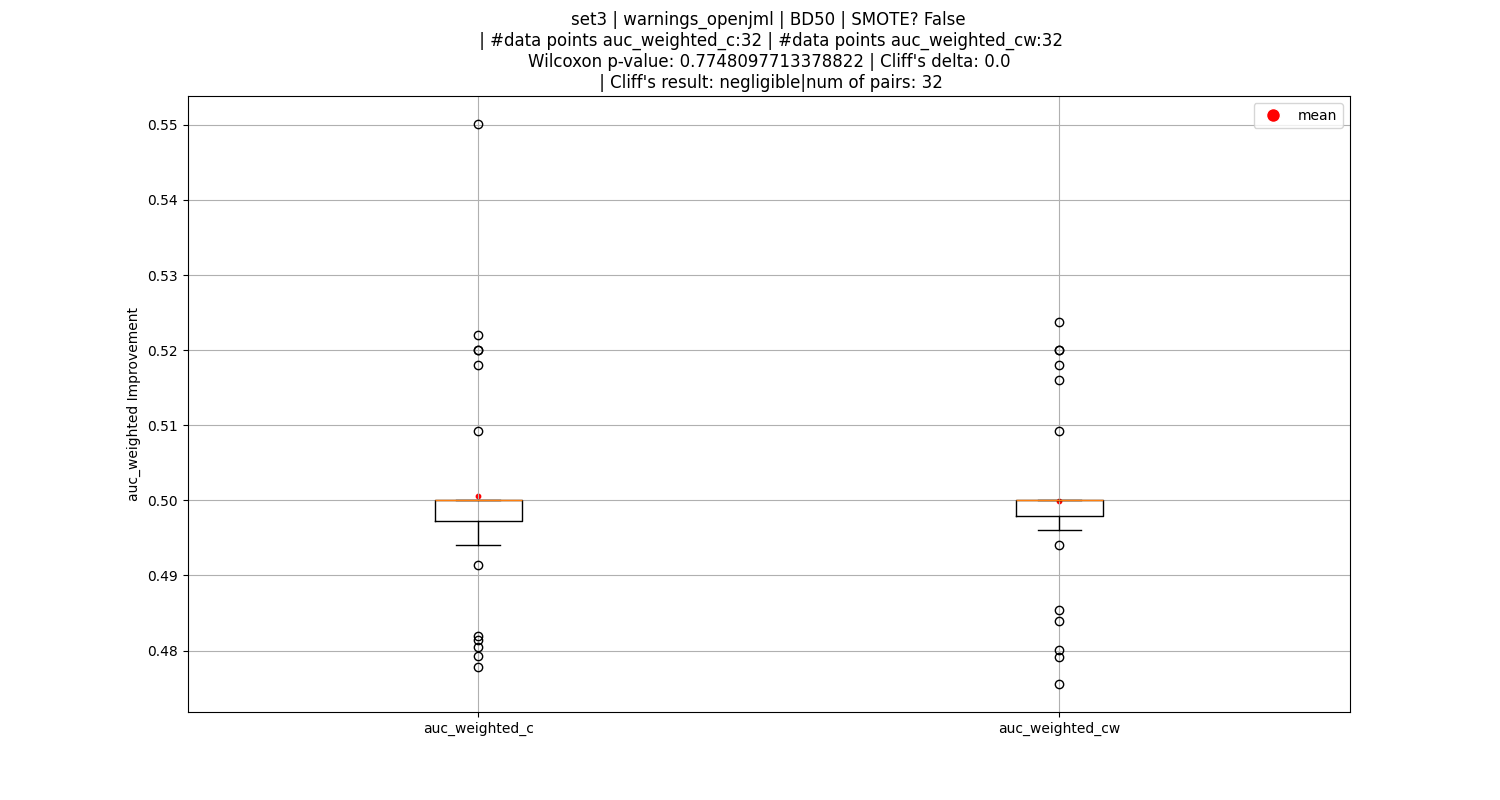 set3 | warnings_openjml | BD50 | SMOTE? False
| #data points auc_weighted_c:32 | #data points auc_weighted_cw:32
Wilcoxon p-value: 0.7748097713378822 | Cliff's delta: 0.0
| Cliff's result: negligible|num of pairs: 32
mean
0.55
0.54
0.53
0.52
0.51
0.50
0.49
0.48
auc_weighted Improvement
auc_weighted_c
auc_weighted_cw